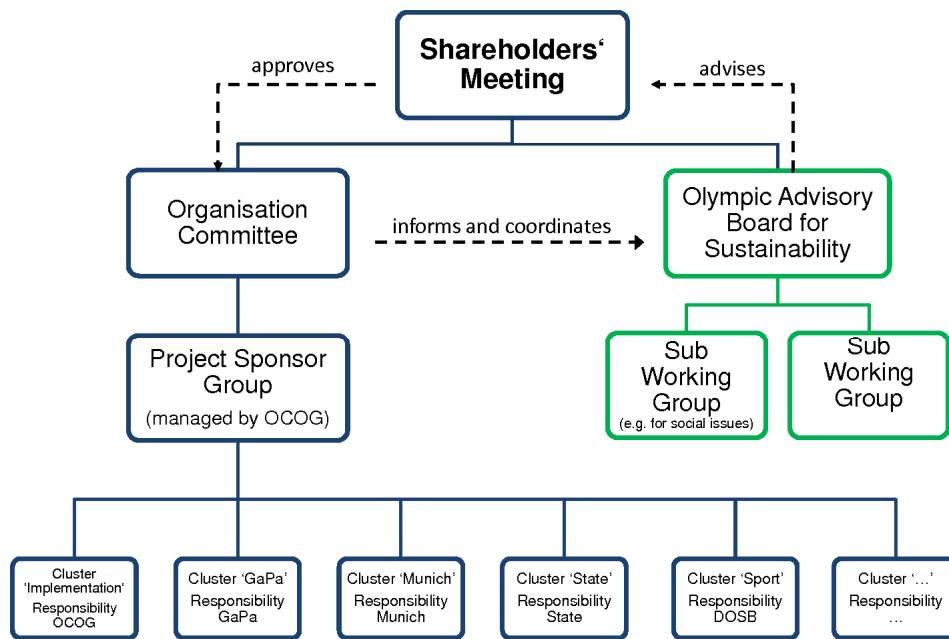 Shareholders‘
Meeting
approves
advises
Organisation
Committee
informs and coordinates
Olympic Advisory
Board for
Sustainability
Project Sponsor
Group
(managed by OCOG)
Sub
Working
Group
(e.g. for social issues)
Sub
Working
Group
Cluster
‘Implementation‘
Responsibility
OCOG
Cluster ‘GaPa’
Responsibility
GaPa
Cluster ‘Munich’
Responsibility
Munich
Cluster ‘State’
Responsibility
State
Cluster ‘Sport’
Responsibility
DOSB
Cluster ‘…’
Responsibility
…